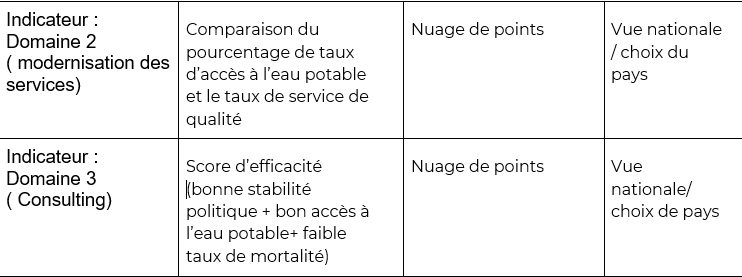 Indicateur :
Domaine 2
( modernisation des
services)
Comparaison du
pourcentage de taux
d'accès à l'eau potable
et le taux de service de
qualité
Nuage de points
Vue nationale
/ choix du
pays
Indicateur :
Domaine 3
( Consulting)
Score d'efficacité
(bonne stabilité
politique + bon accès à
l'eau potable+ faible
taux de mortalité)
Nuage de points
Vue
nationale/
choix de pays